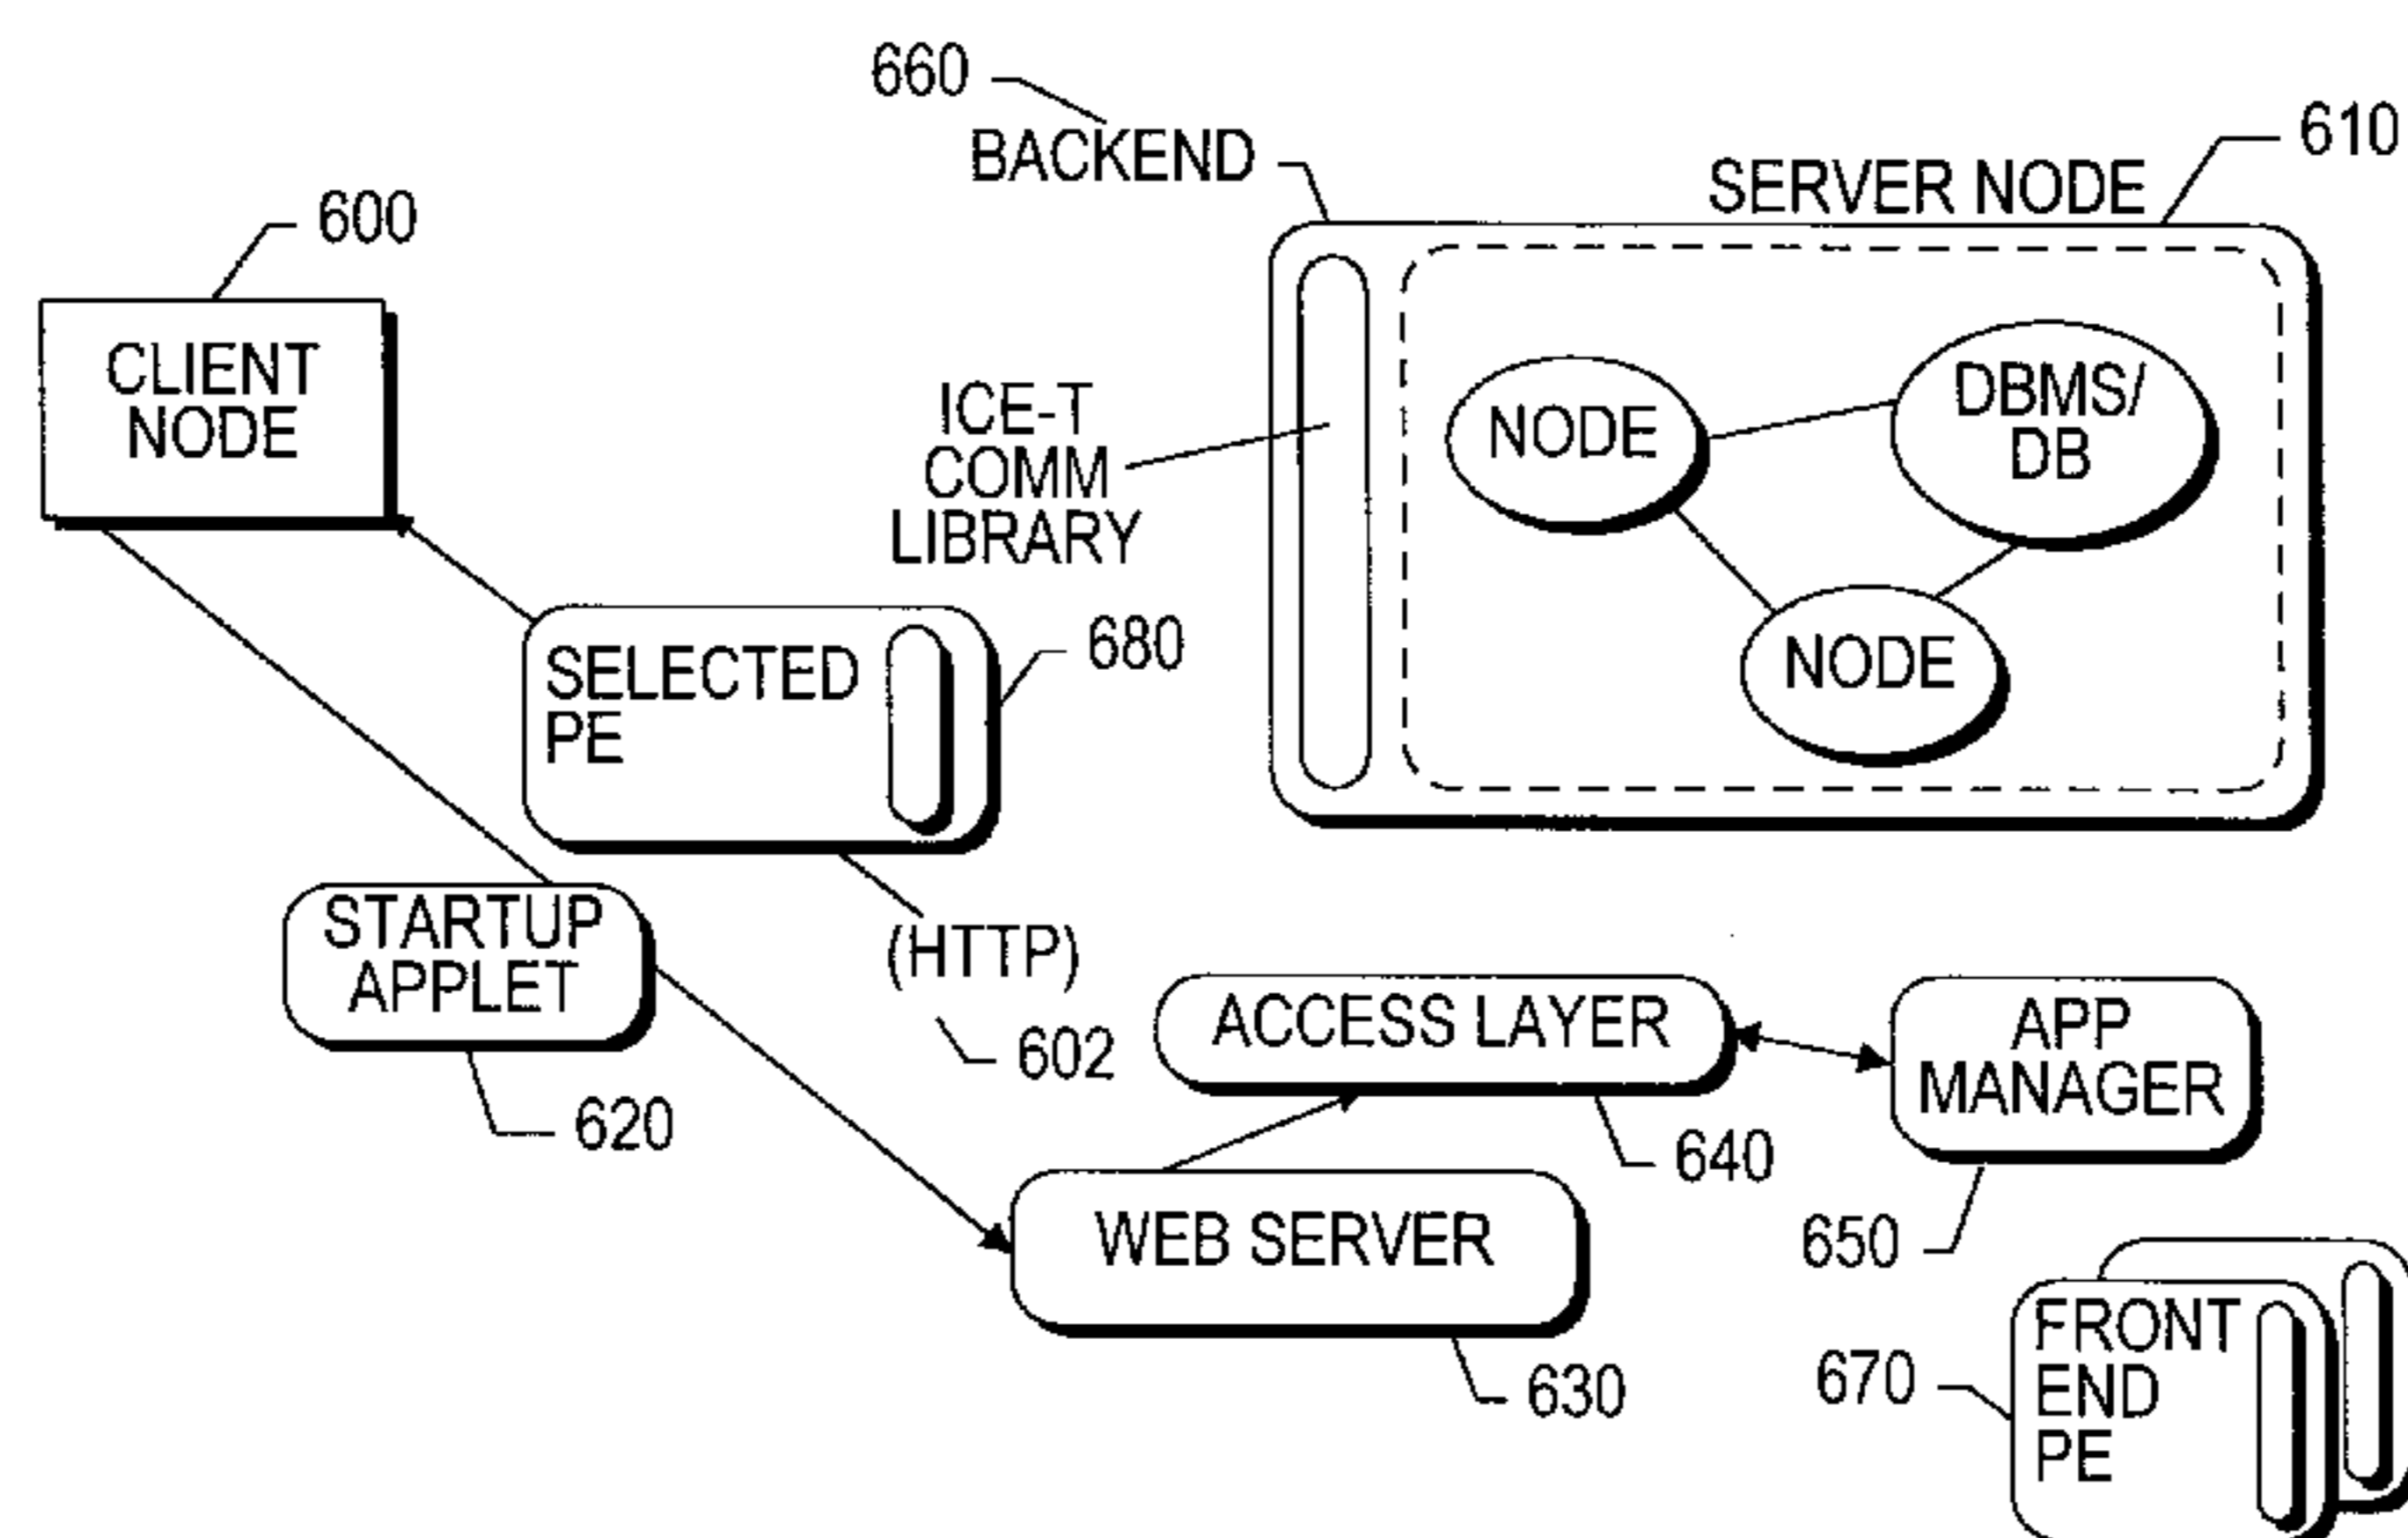 660
BACKEND
610
SERVER NODE
600
CLIENT
NODE
ICE-T
COMM
LIBRARY
NODE
DBMS/
DB
NODE
SELECTED
PE
680
STARTUP
APPLET
(HTTP)
602
620
ACCESS LAYER
640
APP
MANAGER
650
WEB SERVER
630
670
FRONT
END
PE